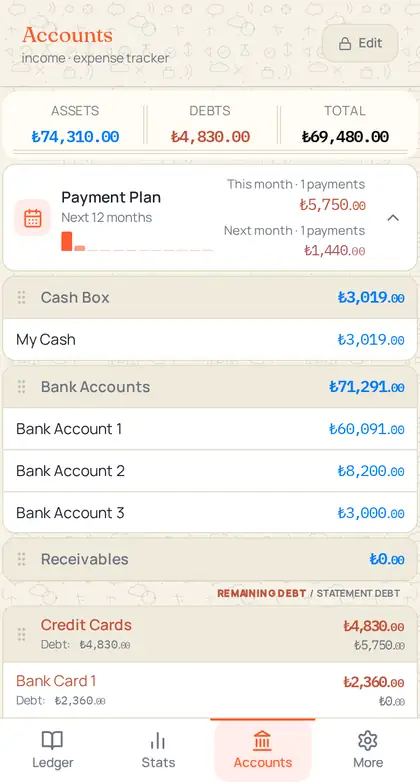 Accounts
income · expense tracker
Edit
ASSETS DEBTS TOTAL
₺74,310.00 ₺4,830.00 ₺69,480.00
Payment Plan
Next 12 months
This month · 1 payments
₺5,750.00
Next month · 1 payments
₺1,440.00
Cash Box ₺3,019.00
My Cash ₺3,019.00
Bank Accounts ₺71,291.00
Bank Account 1 ₺60,091.00
Bank Account 2 ₺8,200.00
Bank Account 3 ₺3,000.00
Receivables ₺0.00
REMAINING DEBT / STATEMENT DEBT
Credit Cards ₺4,830.00
Debt: ₺4,830.00 ₺5,750.00
Bank Card 1 ₺2,360.00
Debt: ₺2,360.00 ₺0.00
Ledger Stats Accounts More